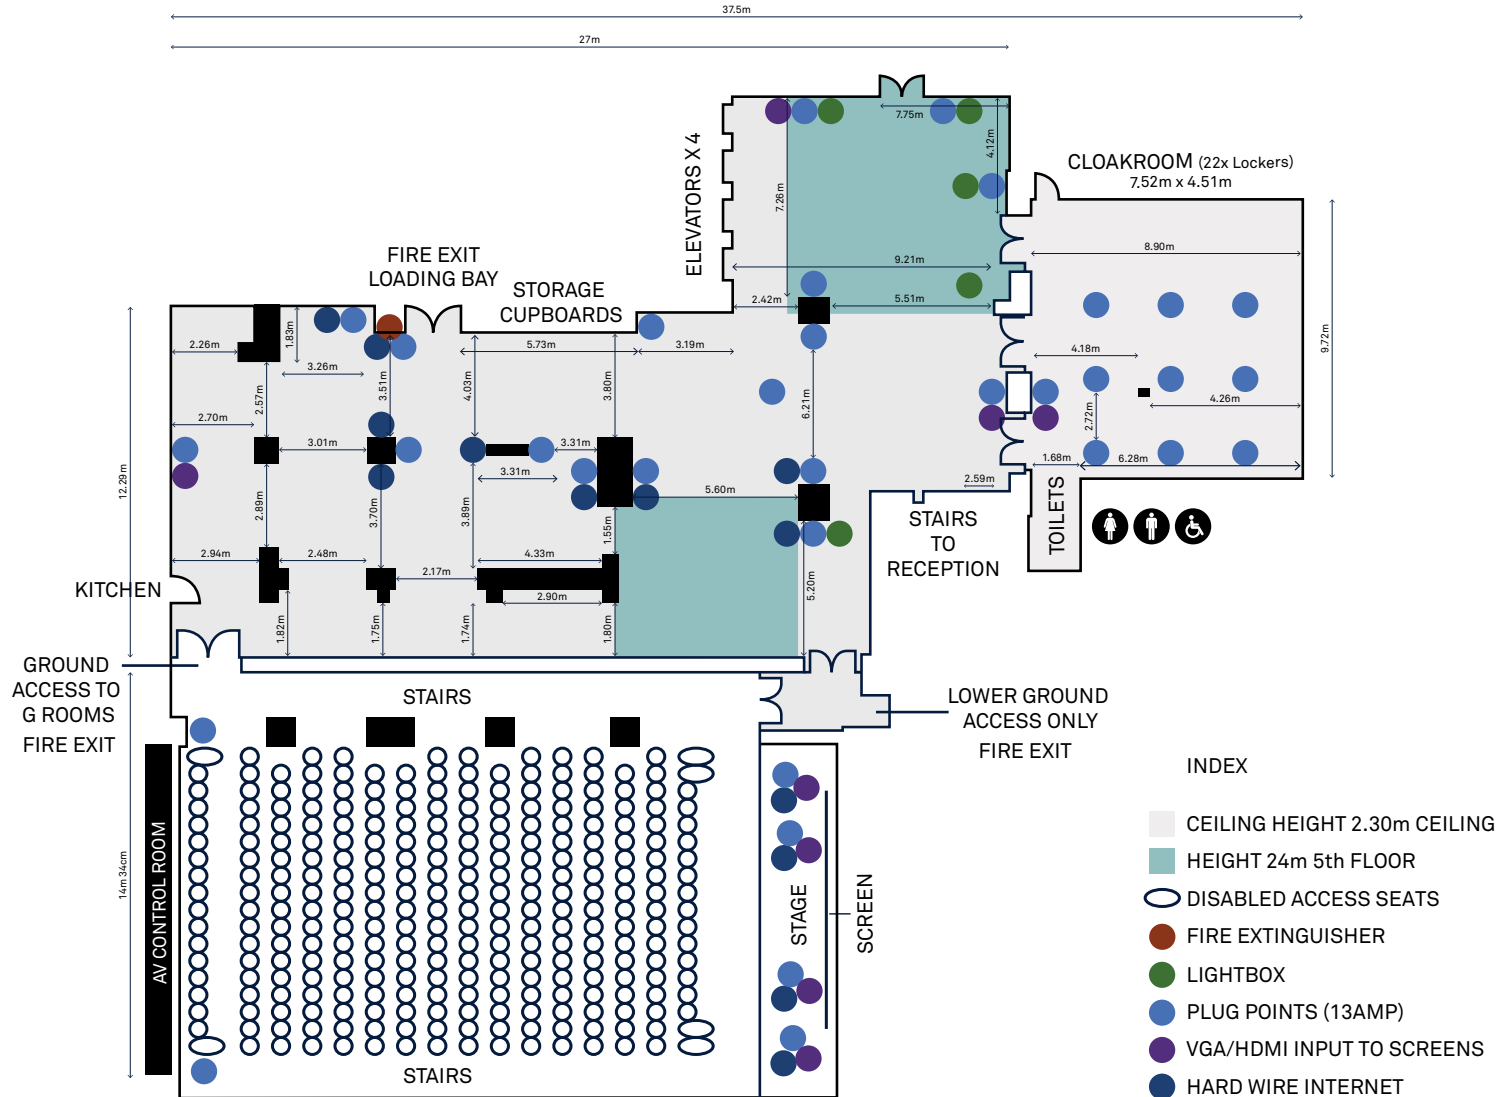 37.5m
27m
7.75m
4.12m
ELEVATORS X 4
7.26m
CLOAKROOM (22x Lockers)
7.52m x 4.51m
8.90m
9.21m
2.42m
5.51m
FIRE EXIT
LOADING BAY
STORAGE
CUPBOARDS
1.83m
2.26m
3.26m
3.51m
5.73m
3.19m
4.03m
3.80m
6.21m
4.18m
4.26m
9.72m
2.57m
2.70m
3.01m
3.31m
3.31m
2.72m
1.68m
6.28m
12.29m
2.89m
3.70m
3.89m
5.60m
2.59m
1.55m
STAIRS
TO
RECEPTION
TOILETS
2.94m
2.48m
4.33m
2.17m
2.90m
5.20m
KITCHEN
1.82m
1.75m
1.74m
1.80m
GROUND
ACCESS TO
G ROOMS
FIRE EXIT
STAIRS
LOWER GROUND
ACCESS ONLY
FIRE EXIT
14m 34cm
AV CONTROL ROOM
STAGE
SCREEN
STAIRS
INDEX
CEILING HEIGHT 2.30m CEILING
HEIGHT 24m 5th FLOOR
DISABLED ACCESS SEATS
FIRE EXTINGUISHER
LIGHTBOX
PLUG POINTS (13AMP)
VGA/HDMI INPUT TO SCREENS
HARD WIRE INTERNET